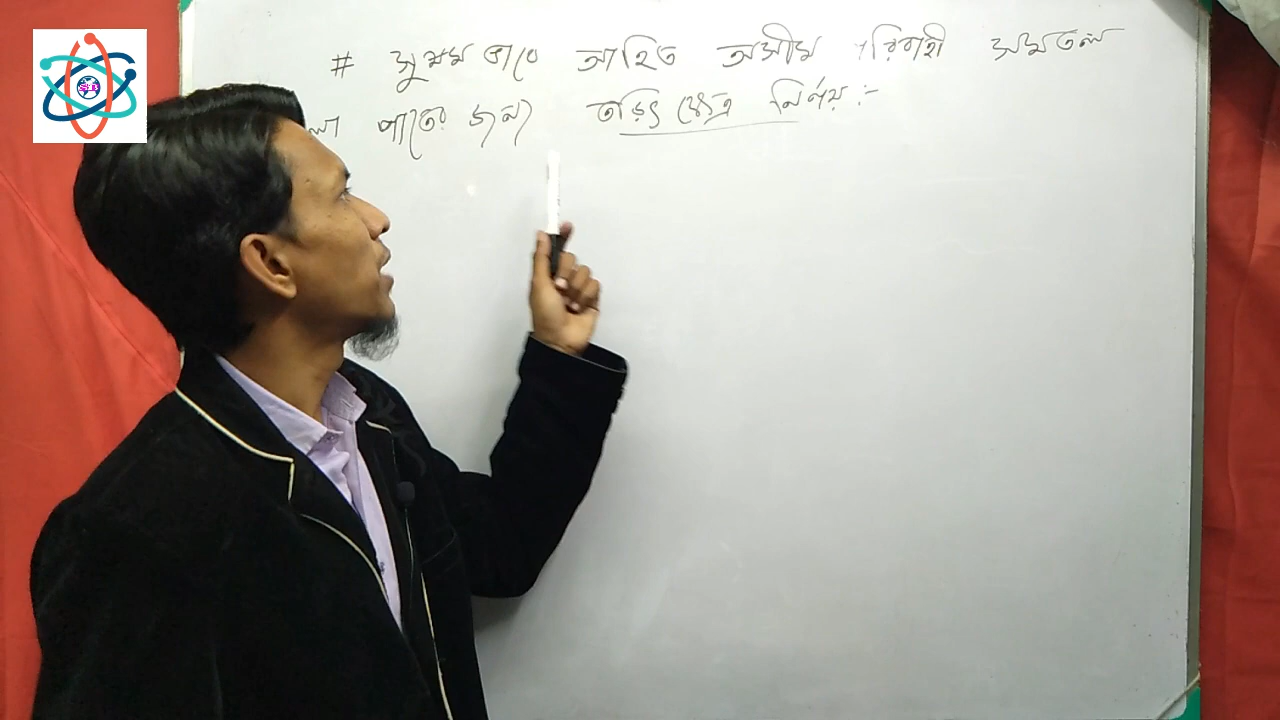 # সুষমভাবে আহিত অসীম পরিবাহী সমতল
পাতের জন্য তড়িৎ ক্ষেত্র নির্ণয় :-